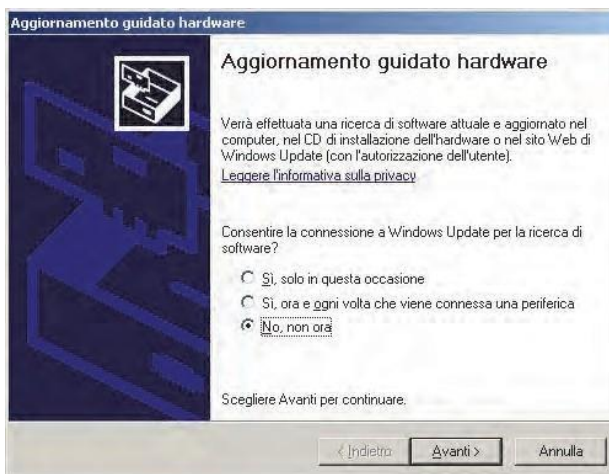 Aggiornamento guidato hardware
Aggiornamento guidato hardware
Verrà effettuata una ricerca di software attuale e aggiornato nel
computer, nel CD di installazione dell'hardware o nel sito Web di
Windows Update (con l'autorizzazione dell'utente).
Leggere l'informativa sulla privacy
Consentire la connessione a Windows Update per la ricerca di
software?
Sì, solo in questa occasione
Sì, ora e ogni volta che viene connessa una periferica
No, non ora
Scegliere Avanti per continuare.
< Indietro Avanti > Annulla